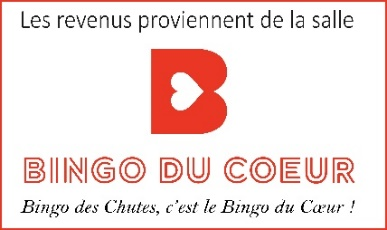 Les revenus proviennent de la salle
B
BINGO DU COEUR
Bingo des Chutes, c'est le Bingo du Cœur !